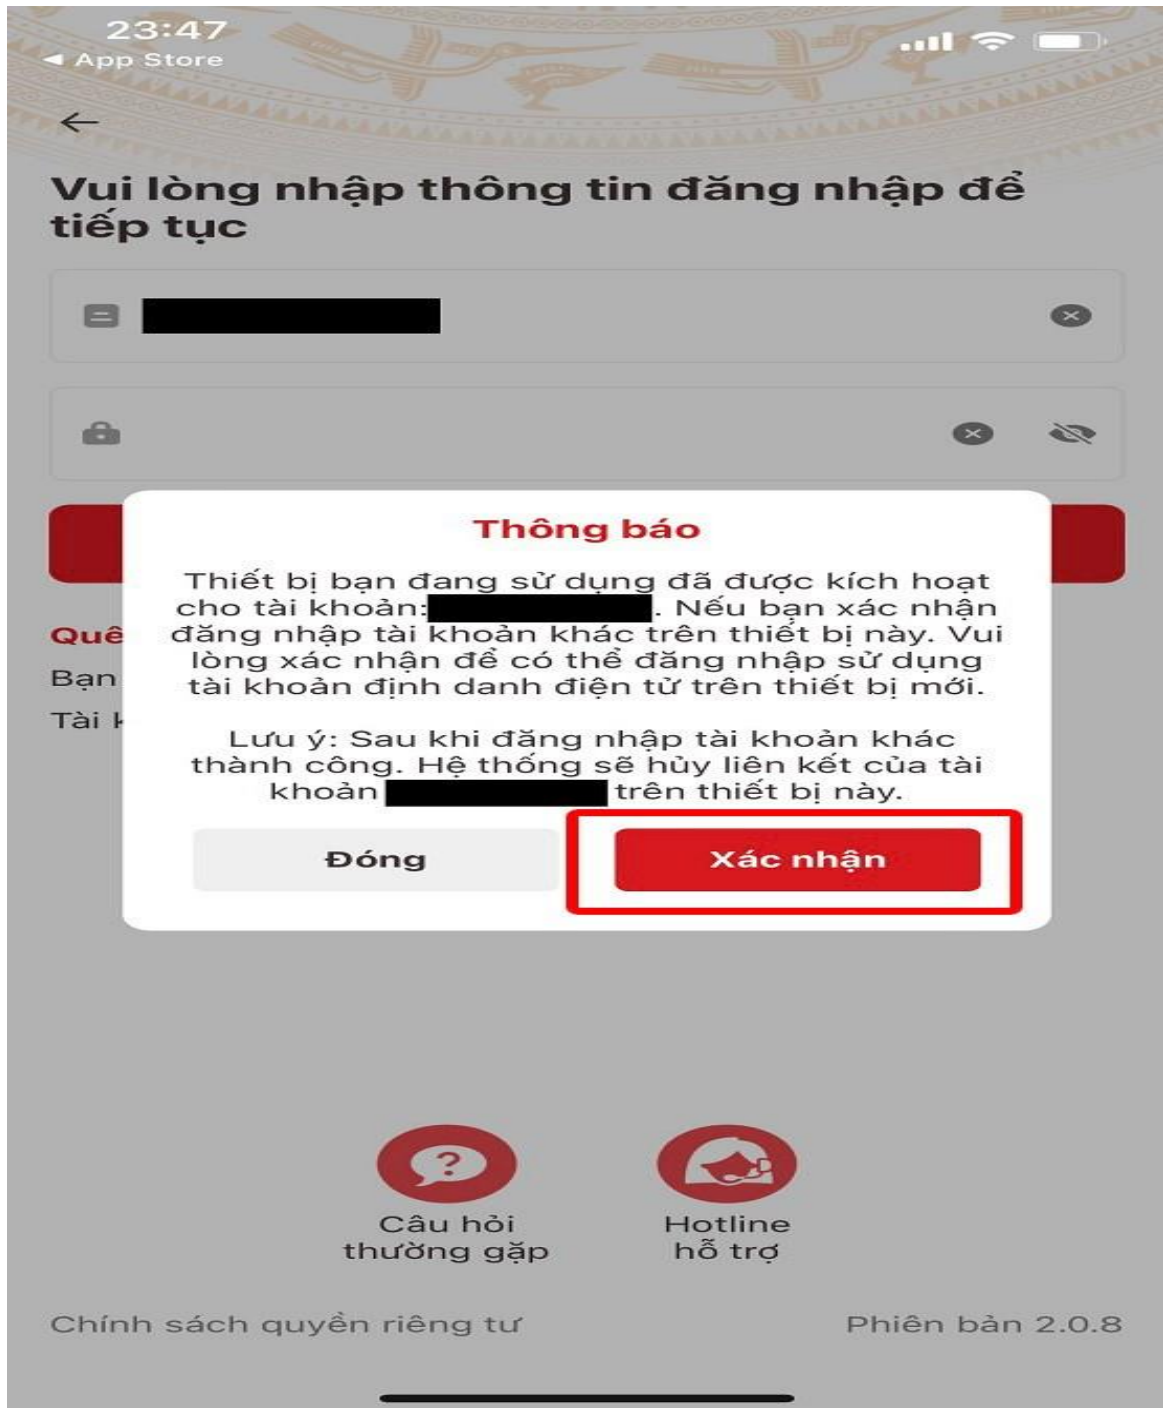 23:47
◄ App Store
Vui lòng nhập thông tin đăng nhập để
tiếp tục
Thông báo
Thiết bị bạn đang sử dụng đã được kích hoạt
cho tài khoản: . Nếu bạn xác nhận
đăng nhập tài khoản khác trên thiết bị này. Vui
lòng xác nhận để có thể đăng nhập sử dụng
tài khoản định danh điện tử trên thiết bị mới.
Lưu ý: Sau khi đăng nhập tài khoản khác
thành công. Hệ thống sẽ hủy liên kết của tài
khoản trên thiết bị này.
Đóng
Xác nhận
Quê
Bạn
Tài
Câu hỏi
thường gặp
Hotline
hỗ trợ
Chính sách quyền riêng tư
Phiên bản 2.0.8